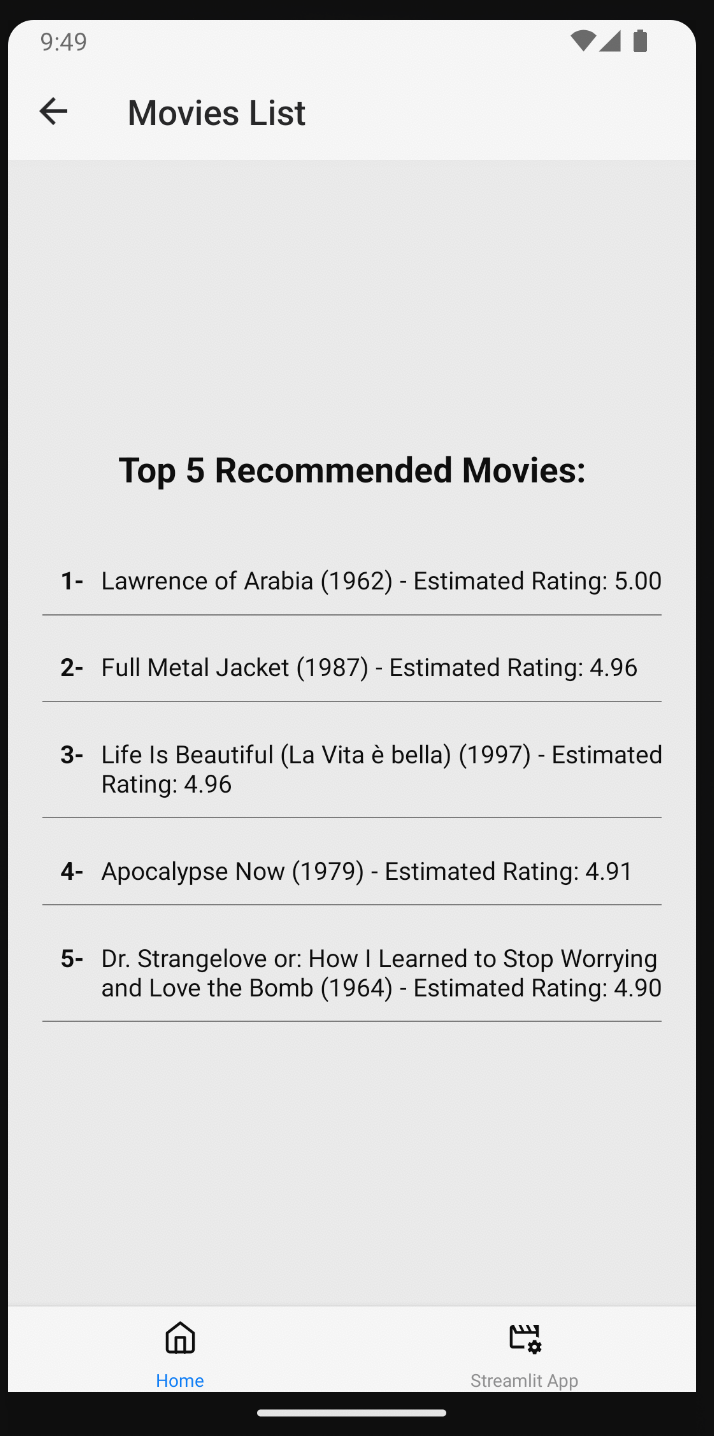 9:49
Movies List
Top 5 Recommended Movies:
1- Lawrence of Arabia (1962) - Estimated Rating: 5.00
2- Full Metal Jacket (1987) - Estimated Rating: 4.96
3- Life Is Beautiful (La Vita è bella) (1997) - Estimated
Rating: 4.96
4- Apocalypse Now (1979) - Estimated Rating: 4.91
5- Dr. Strangelove or: How I Learned to Stop Worrying
and Love the Bomb (1964) - Estimated Rating: 4.90
Home
Streamlit App